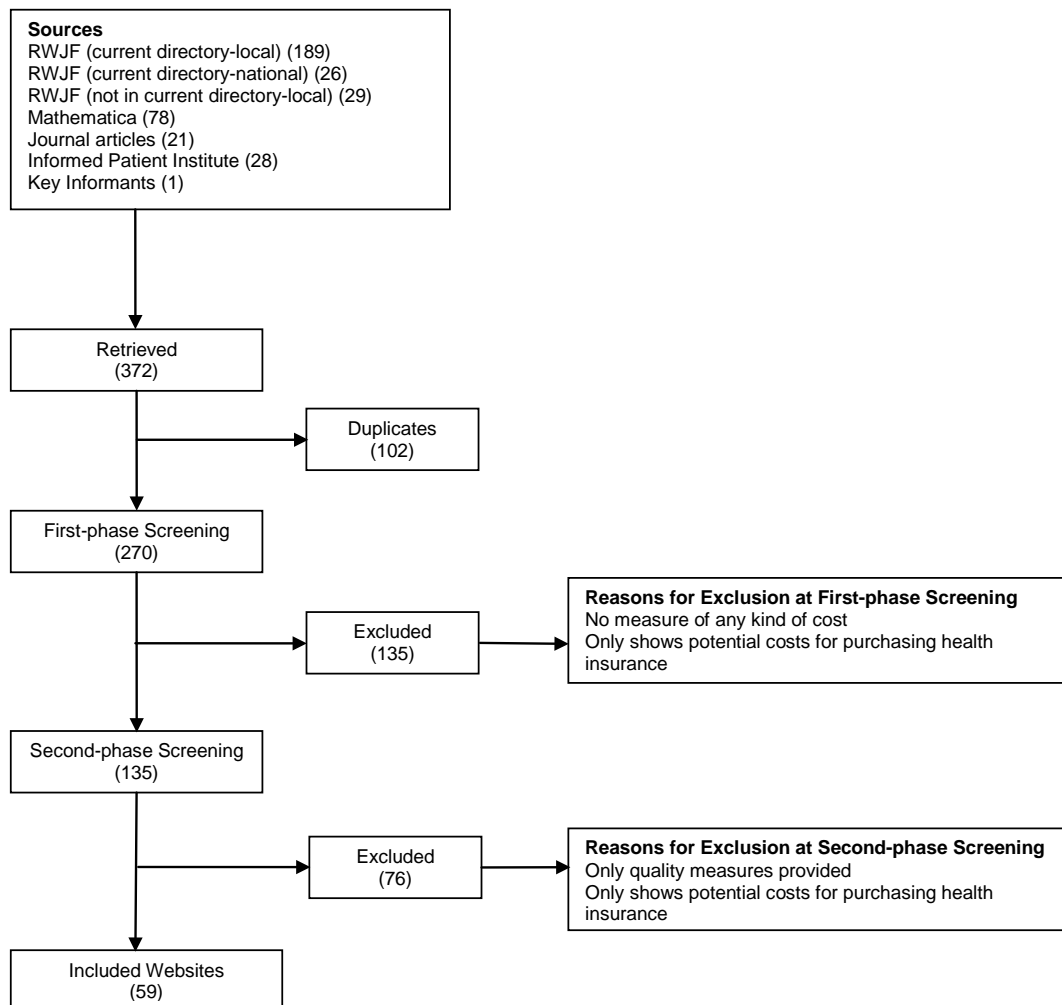 Sources
RWJF (current directory-local) (189)
RWJF (current directory-national) (26)
RWJF (not in current directory-local) (29)
Mathematica (78)
Journal articles (21)
Informed Patient Institute (28)
Key Informants (1)
Retrieved
(372)
Duplicates
(102)
First-phase Screening
(270)
Excluded
(135)
Reasons for Exclusion at First-phase Screening
No measure of any kind of cost
Only shows potential costs for purchasing health
insurance
Second-phase Screening
(135)
Excluded
(76)
Reasons for Exclusion at Second-phase Screening
Only quality measures provided
Only shows potential costs for purchasing health
insurance
Included Websites
(59)